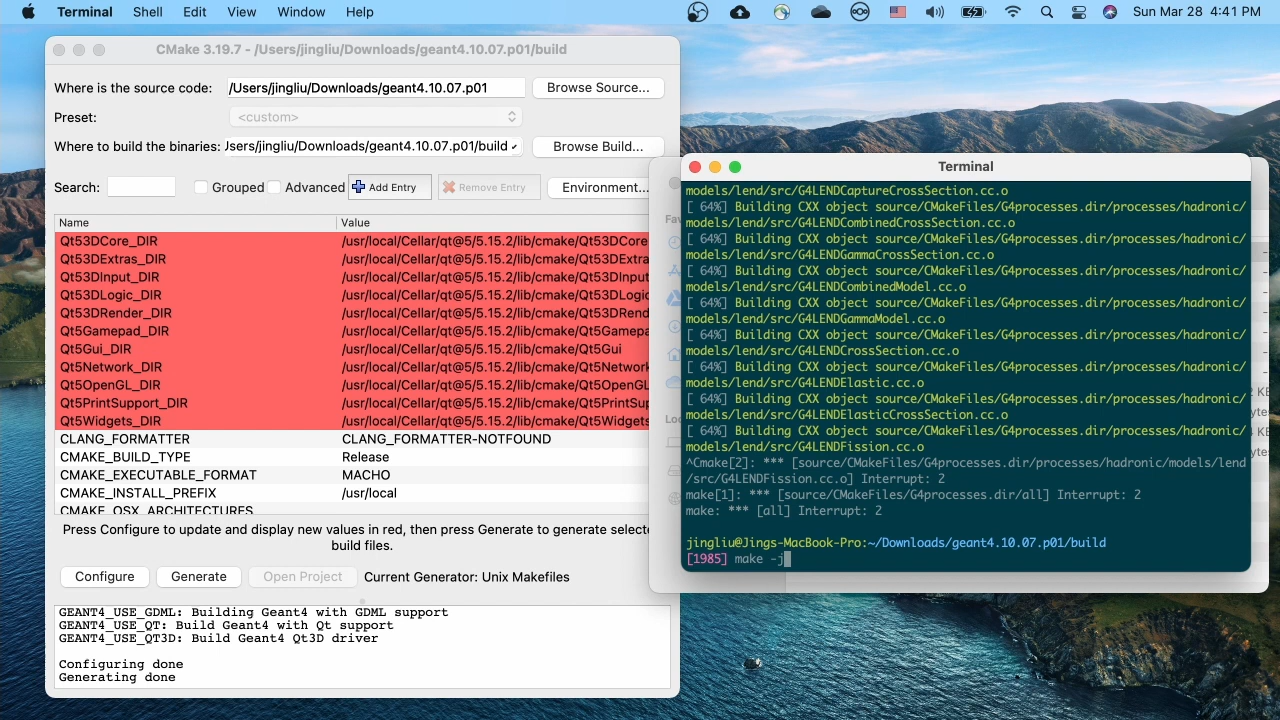 Terminal Shell Edit View Window Help
Sun Mar 28 4:41 PM
CMake 3.19.7 - /Users/jingliu/Downloads/geant4.10.07.p01/build
Where is the source code: /Users/jingliu/Downloads/geant4.10.07.p01 Browse Source...
Preset: <custom>
Where to build the binaries: Jsers/jingliu/Downloads/geant4.10.07.p01/build Browse Build...
Search: Grouped Advanced Add Entry Remove Entry Environment...
Name Value
Qt53DCore_DIR /usr/local/Cellar/qt@5/5.15.2/lib/cmake/Qt53DCore
Qt53DExtras_DIR /usr/local/Cellar/qt@5/5.15.2/lib/cmake/Qt53DExtra
Qt53DInput_DIR /usr/local/Cellar/qt@5/5.15.2/lib/cmake/Qt53DInput
Qt53DLogic_DIR /usr/local/Cellar/qt@5/5.15.2/lib/cmake/Qt53DLogic
Qt53DRender_DIR /usr/local/Cellar/qt@5/5.15.2/lib/cmake/Qt53DRend
Qt5Gamepad_DIR /usr/local/Cellar/qt@5/5.15.2/lib/cmake/Qt5Gamepa
Qt5Gui_DIR /usr/local/Cellar/qt@5/5.15.2/lib/cmake/Qt5Gui
Qt5Network_DIR /usr/local/Cellar/qt@5/5.15.2/lib/cmake/Qt5Networl
Qt5OpenGL_DIR /usr/local/Cellar/qt@5/5.15.2/lib/cmake/Qt5OpenGL
Qt5PrintSupport_DIR /usr/local/Cellar/qt@5/5.15.2/lib/cmake/Qt5PrintSup
Qt5Widgets_DIR /usr/local/Cellar/qt@5/5.15.2/lib/cmake/Qt5Widgets
CLANG_FORMATTER CLANG_FORMATTER-NOTFOUND
CMAKE_BUILD_TYPE Release
CMAKE_EXECUTABLE_FORMAT MACHO
CMAKE_INSTALL_PREFIX /usr/local
CMAKE_OSX_ARCHITECTURES
Press Configure to update and display new values in red, then press Generate to generate selecte
build files.
Configure Generate Open Project Current Generator: Unix Makefiles
GEANT4_USE_GDML: Building Geant4 with GDML support
GEANT4_USE_QT: Build Geant4 with Qt support
GEANT4_USE_QT3D: Build Geant4 Qt3D driver
Configuring done
Generating done
Terminal
models/lend/src/G4LENDCaptureCrossSection.cc.o
[ 64%] Building CXX object source/CMakeFiles/G4processes.dir/processes/hadronic/
models/lend/src/G4LENDCombinedCrossSection.cc.o
[ 64%] Building CXX object source/CMakeFiles/G4processes.dir/processes/hadronic/
models/lend/src/G4LENDGammaCrossSection.cc.o
[ 64%] Building CXX object source/CMakeFiles/G4processes.dir/processes/hadronic/
models/lend/src/G4LENDCombinedModel.cc.o
[ 64%] Building CXX object source/CMakeFiles/G4processes.dir/processes/hadronic/
models/lend/src/G4LENDGammaModel.cc.o
[ 64%] Building CXX object source/CMakeFiles/G4processes.dir/processes/hadronic/
models/lend/src/G4LENDCrossSection.cc.o
[ 64%] Building CXX object source/CMakeFiles/G4processes.dir/processes/hadronic/
models/lend/src/G4LENDElastic.cc.o
[ 64%] Building CXX object source/CMakeFiles/G4processes.dir/processes/hadronic/
models/lend/src/G4LENDElasticCrossSection.cc.o
[ 64%] Building CXX object source/CMakeFiles/G4processes.dir/processes/hadronic/
models/lend/src/G4LENDFission.cc.o
^Cmake[2]: *** [source/CMakeFiles/G4processes.dir/processes/hadronic/models/lend
/src/G4LENDFission.cc.o] Interrupt: 2
make[1]: *** [source/CMakeFiles/G4processes.dir/all] Interrupt: 2
make: *** [all] Interrupt: 2
jingliu@Jings-MacBook-Pro:~/Downloads/geant4.10.07.p01/build
[1985] make -j